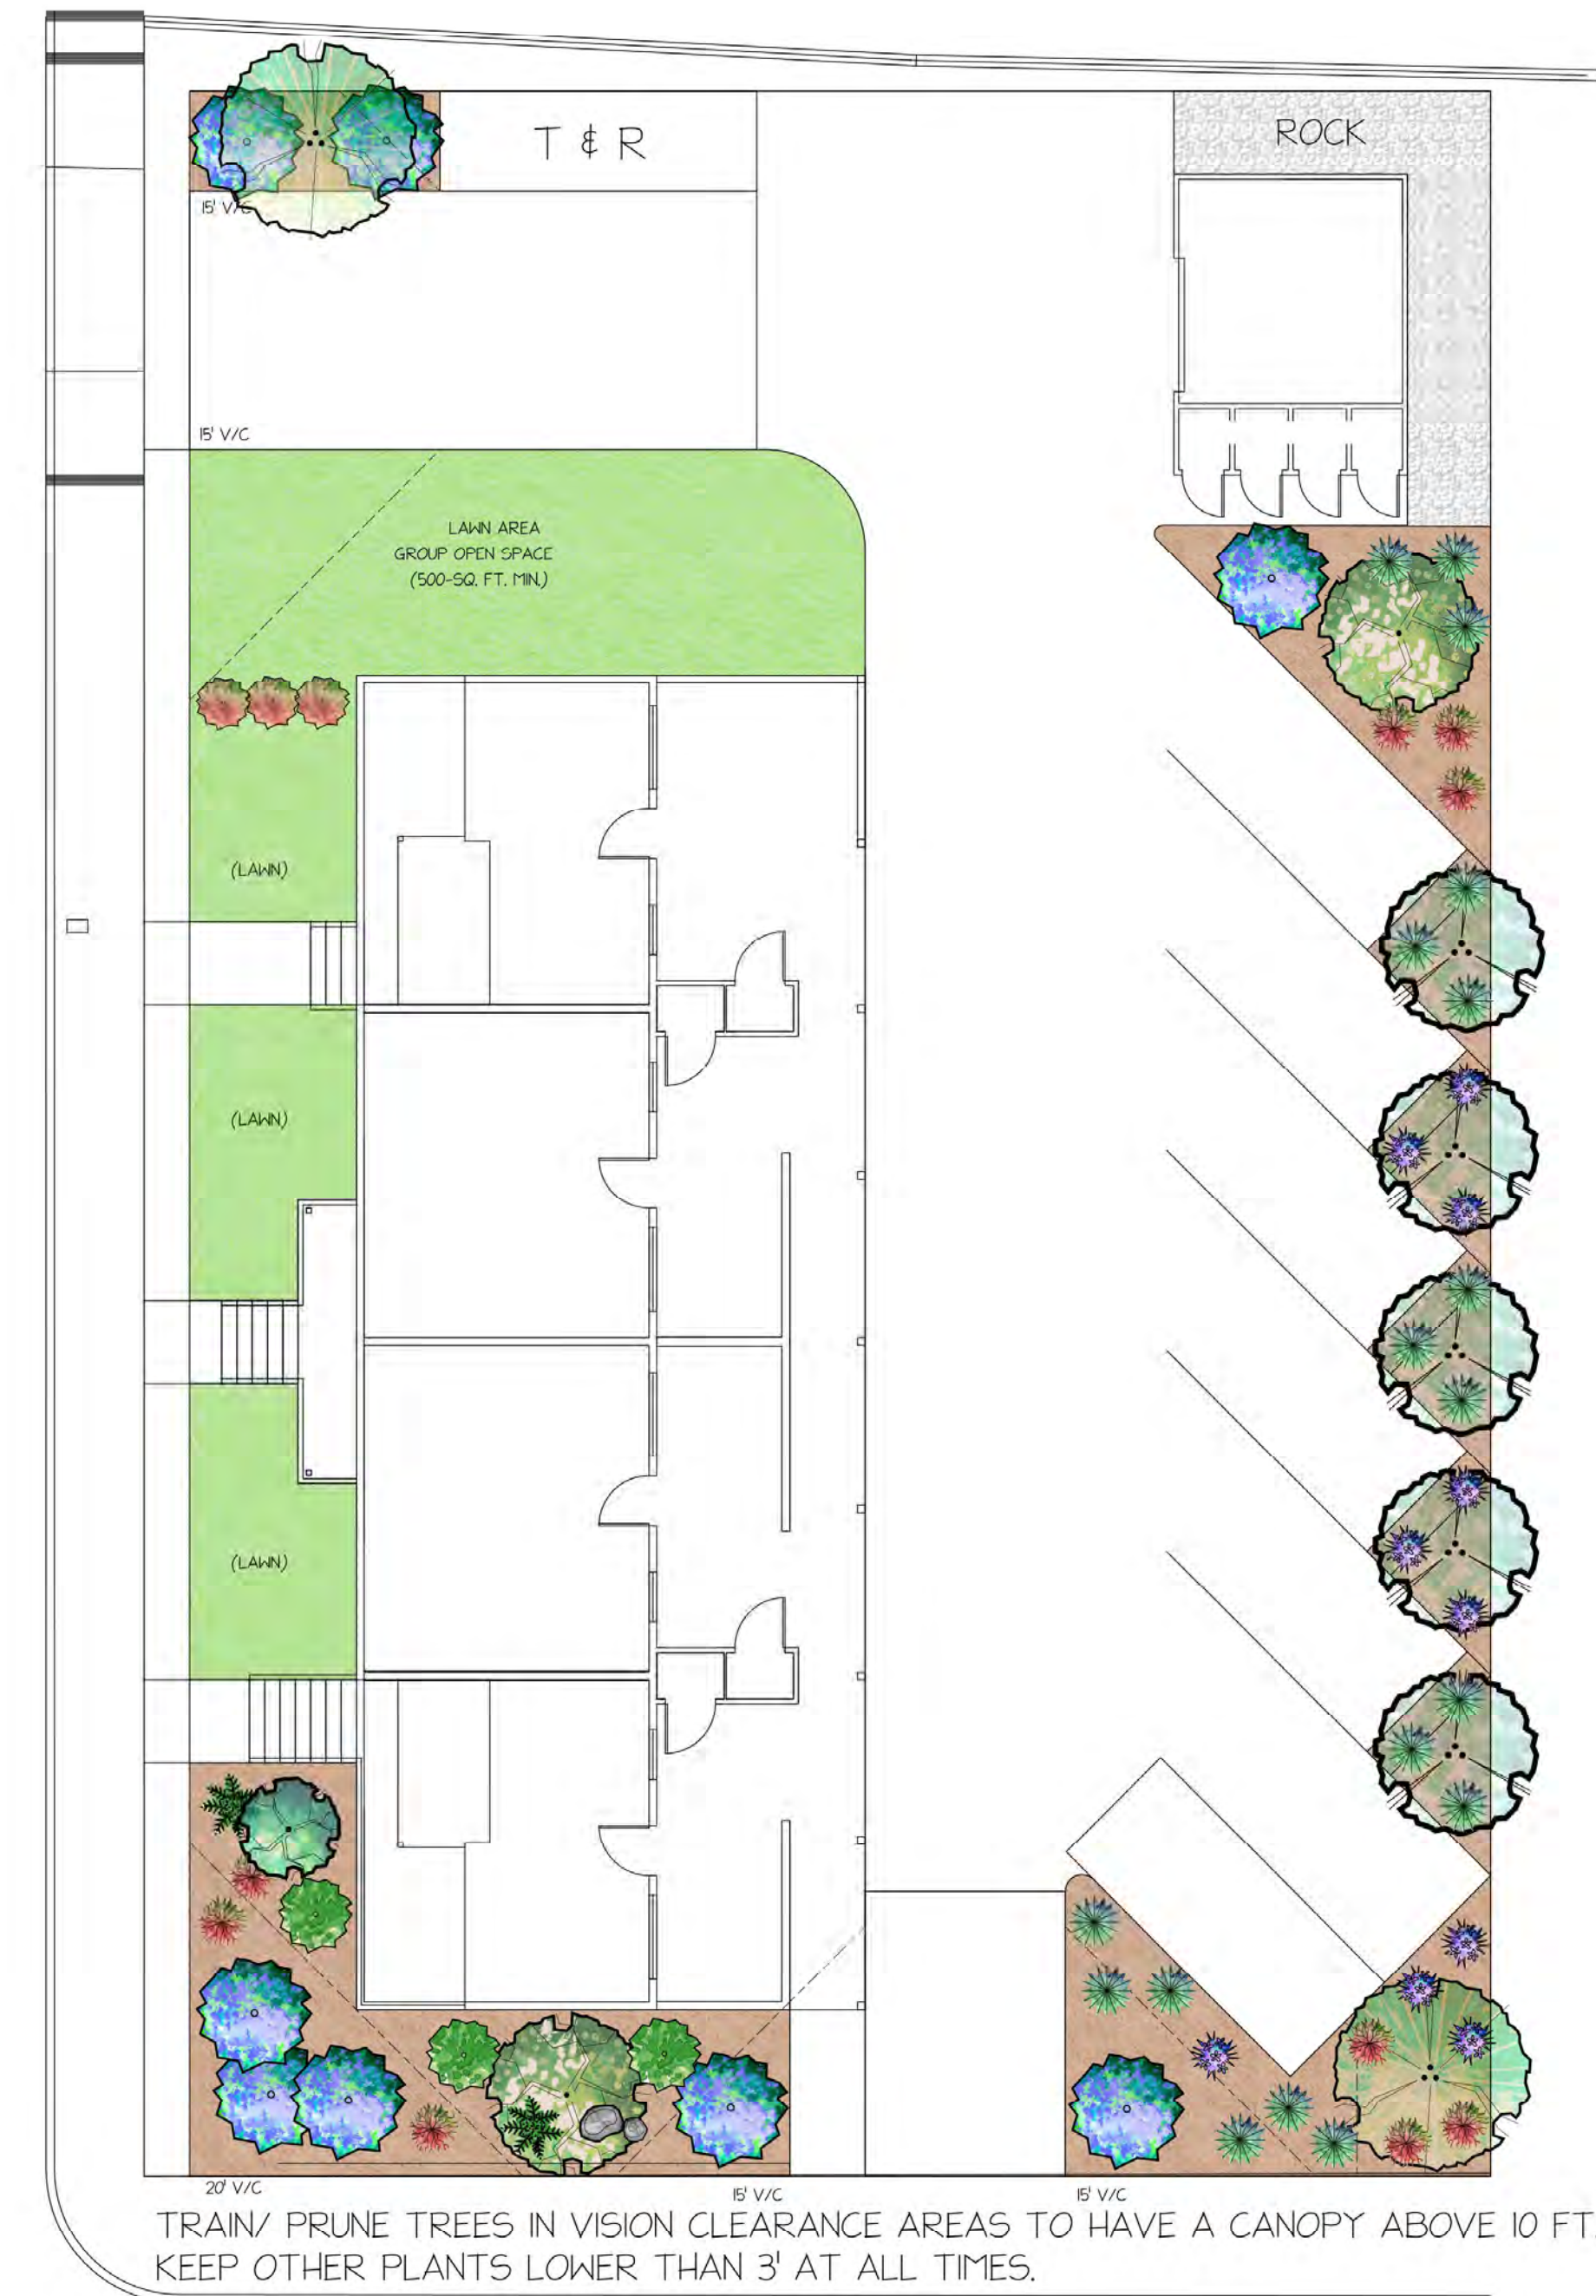 T & R
ROCK
15' V/C
15' V/C
LAWN AREA
GROUP OPEN SPACE
(500-SQ. FT. MIN.)
(LAWN)
(LAWN)
(LAWN)
20' V/C
15' V/C
15' V/C
TRAIN/ PRUNE TREES IN VISION CLEARANCE AREAS TO HAVE A CANOPY ABOVE 10 FT.
KEEP OTHER PLANTS LOWER THAN 3' AT ALL TIMES.